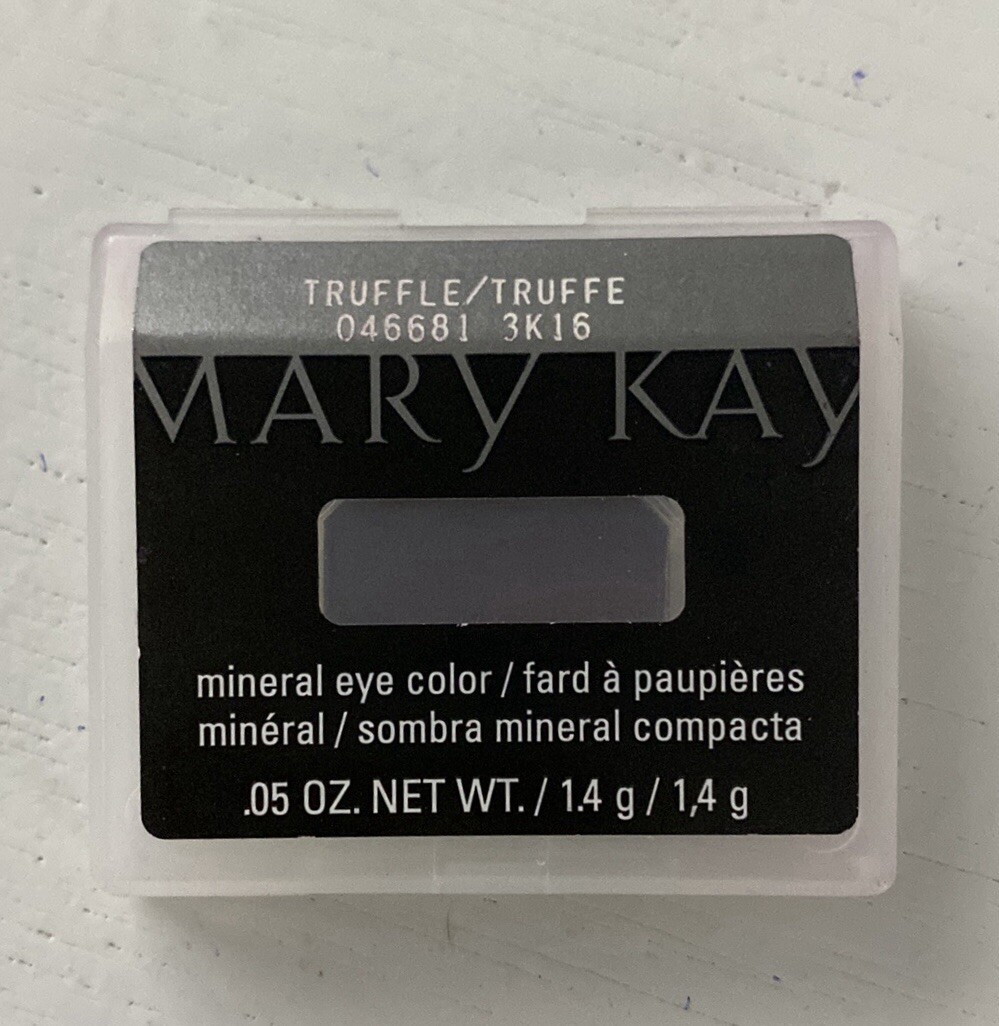 TRUFFLE/TRUFFE
046681 3K16
MARY KAY
mineral eye color / fard à paupières
minéral / sombra mineral compacta
.05 OZ. NET WT. / 1.4 g / 1,4 g